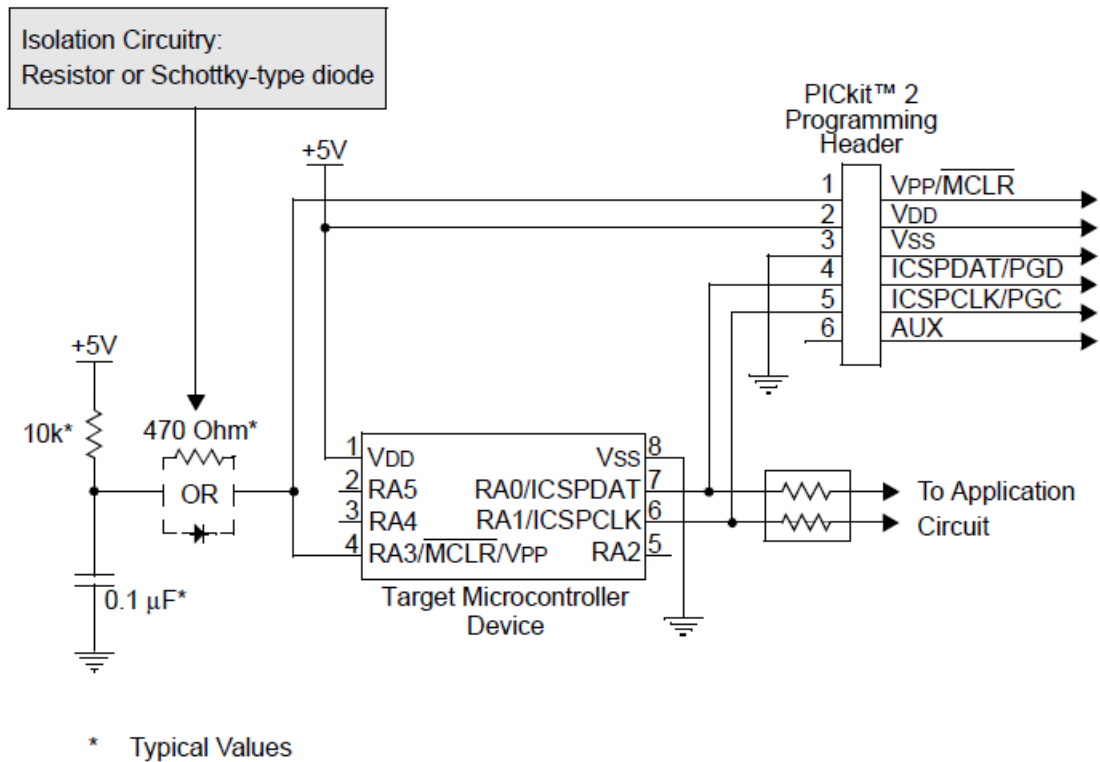 Isolation Circuitry:
Resistor or Schottky-type diode
PICkit™ 2
Programming
Header
+5V
1 VPP/MCLR
2 VDD
3 VSS
4 ICSPDAT/PGD
5 ICSPCLK/PGC
6 AUX
+5V
10k*
470 Ohm*
OR
0.1 µF*
1 VDD
2 RA5
3 RA4
4 RA3/MCLR/VPP
VSS 8
RA0/ICSPDAT 7
RA1/ICSPCLK 6
RA2 5
Target Microcontroller
Device
To Application
Circuit
* Typical Values